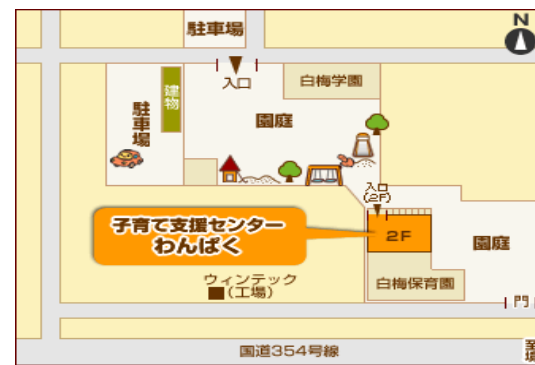 駐車場
N
入口
白梅学園
建物
駐車場
園庭
入口
(2F)
子育て支援センター
わんぱく
2F
園庭
ウィンテック
(工場)
白梅保育園
門
国道354号線
至